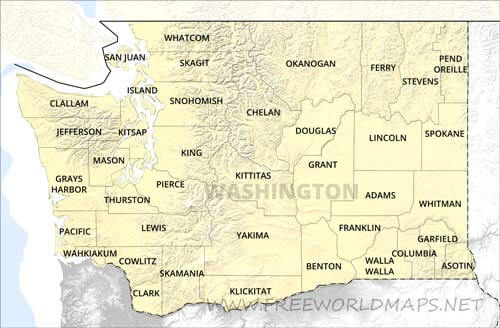 WHATCOM
SAN JUAN
SKAGIT
OKANOGAN
FERRY
PEND
OREILLE
STEVENS
ISLAND
SNOHOMISH
CLALLAM
CHELAN
JEFFERSON
KITSAP
DOUGLAS
LINCOLN
SPOKANE
MASON
KING
GRANT
KITTITAS
GRAYS
HARBOR
PIERCE
WASHINGTON
THURSTON
ADAMS
WHITMAN
PACIFIC
LEWIS
YAKIMA
FRANKLIN
GARFIELD
WAHKIAKUM
COWLITZ
COLUMBIA
WALLA
WALLA
BENTON
ASOTIN
SKAMANIA
CLARK
KLICKITAT
WWW.FREEWORLDMAPS.NET